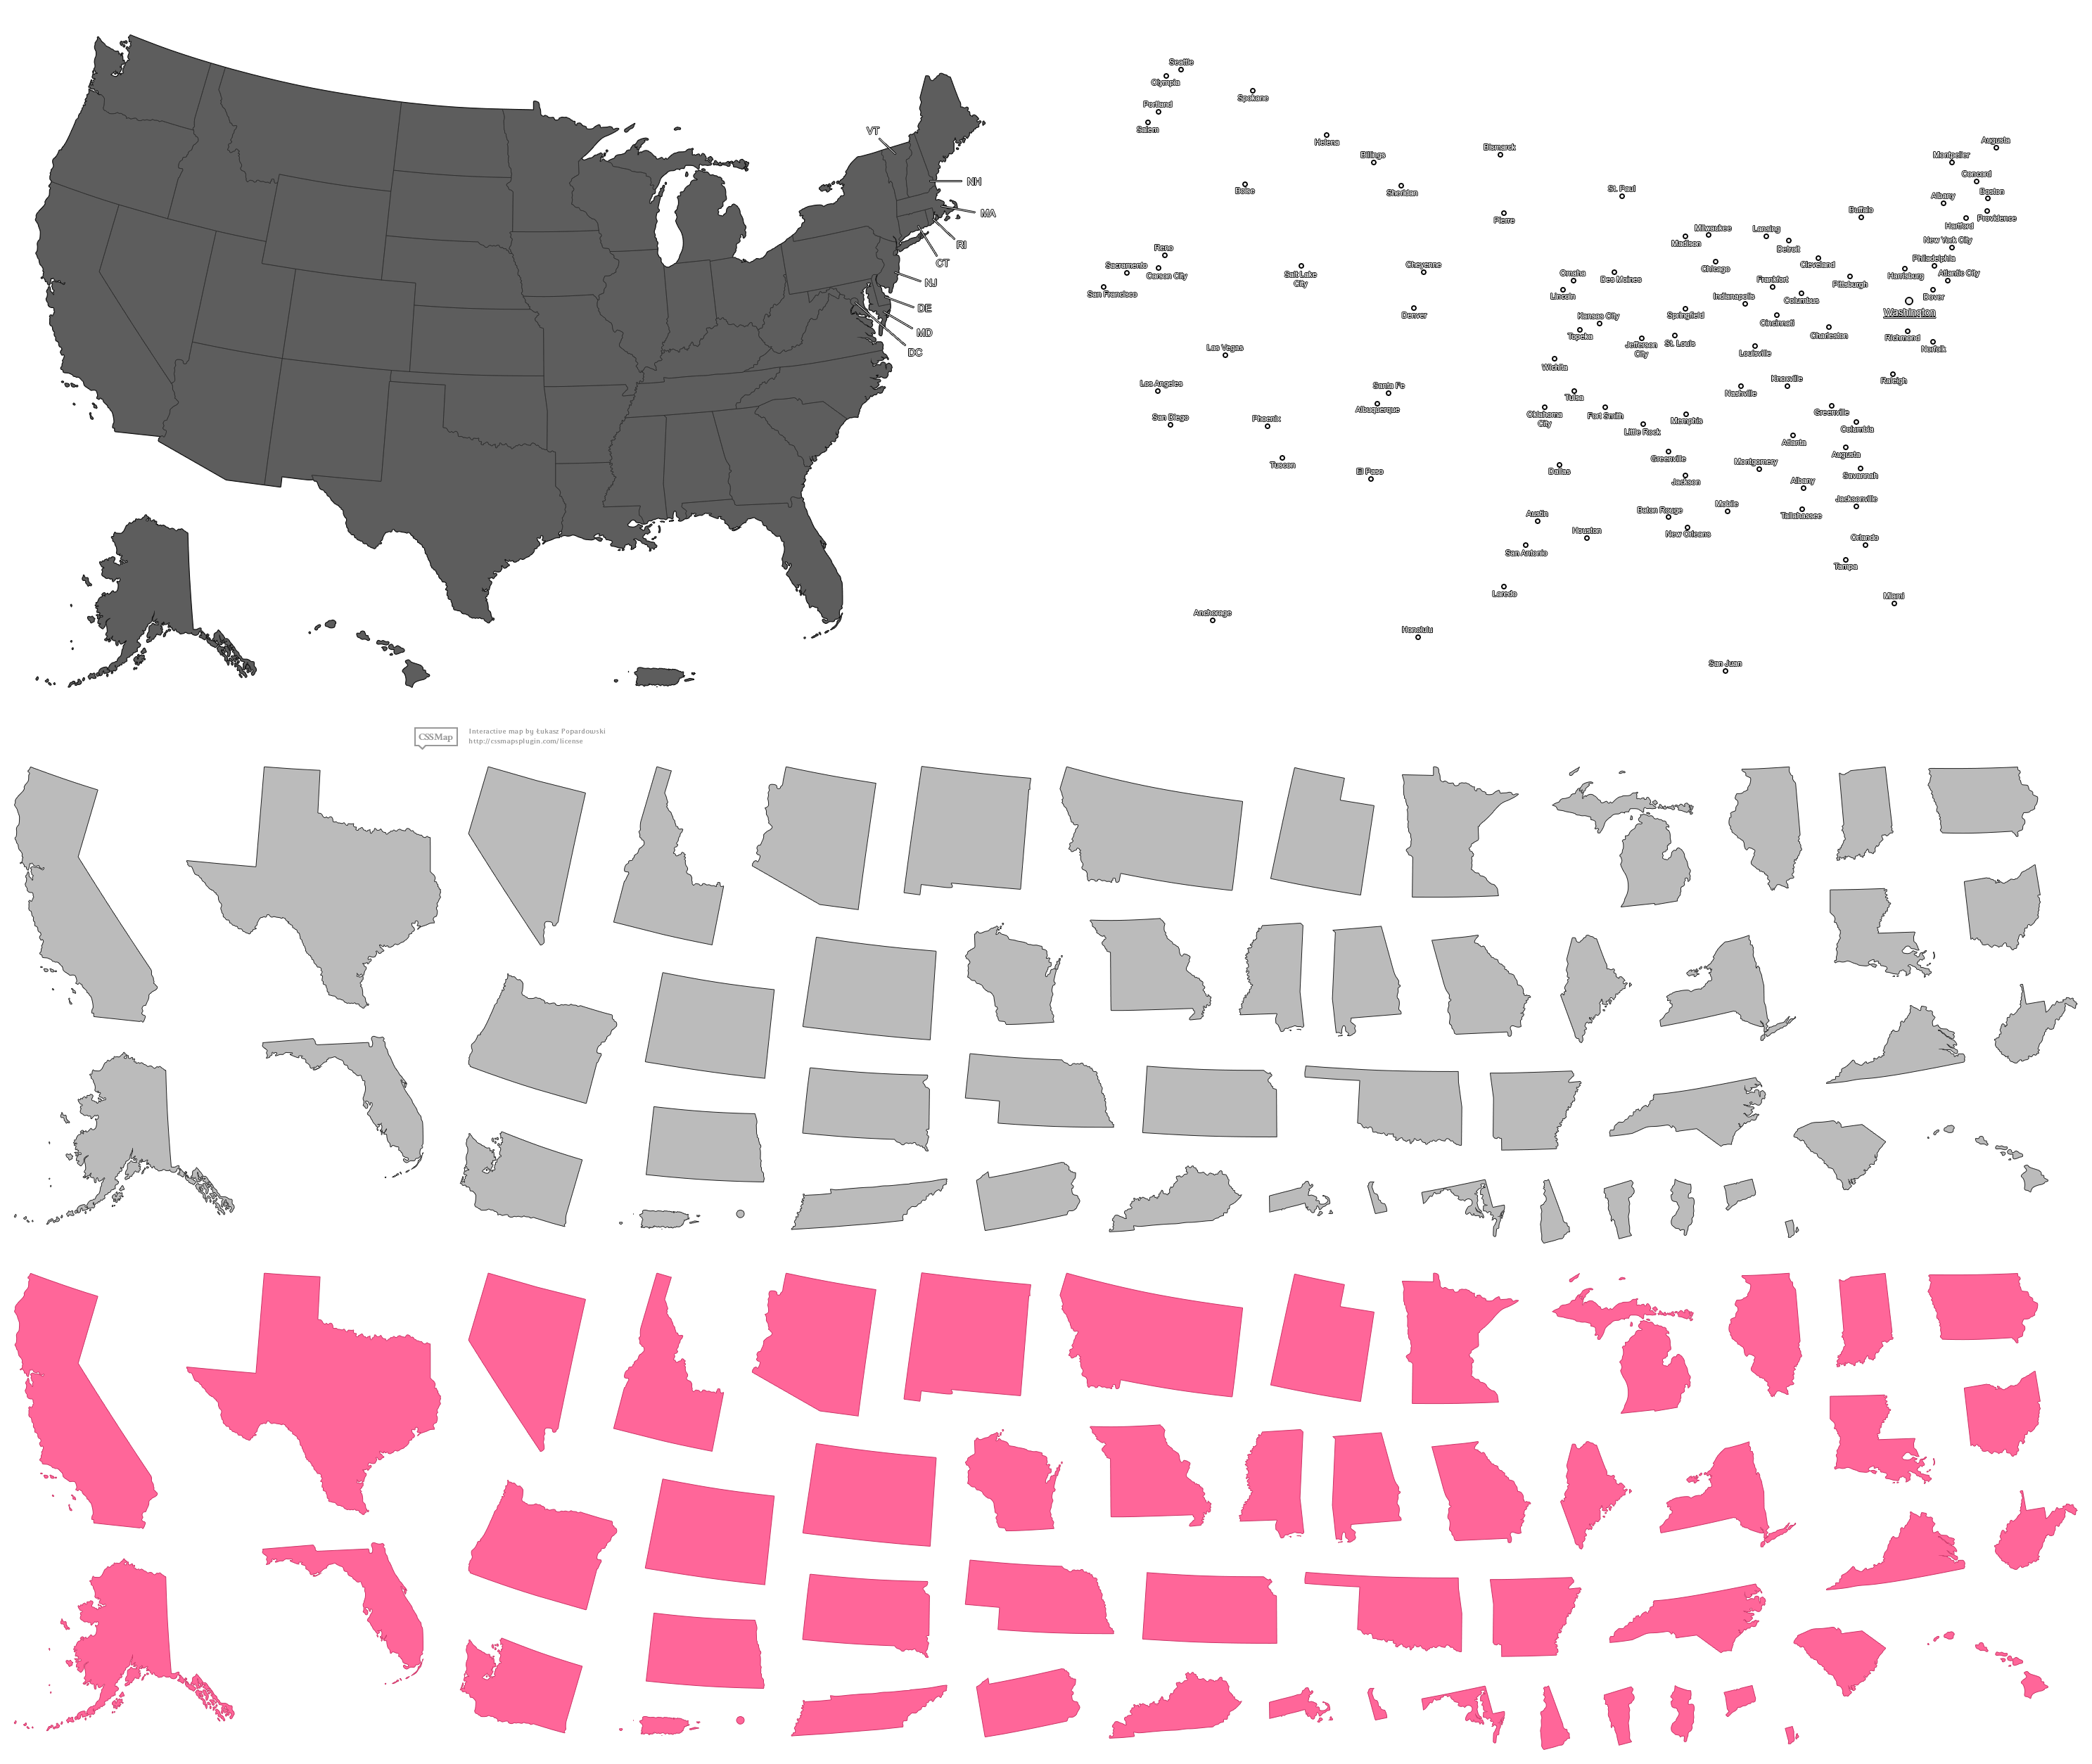 VT
NH
MA
RI
CT
NJ
DE
MD
DC
Seattle
Olympia
Spokane
Portland
Salem
Helena
Billings
Bismarck
Augusta
Montpelier
Concord
Boise
Sheridan
St. Paul
Boston
Albany
Pierre
Buffalo
Providence
Hartford
Milwaukee
Lansing
Madison
Detroit
New York City
Reno
Sacramento
Carson City
Salt Lake
City
Cheyenne
Omaha
Des Moines
Chicago
Cleveland
Philadelphia
Harrisburg
Atlantic City
San Francisco
Lincoln
Frankfort
Pittsburgh
Indianapolis
Columbus
Dover
Denver
Kansas City
Springfield
Cincinnati
Washington
Topeka
Jefferson
City
St. Louis
Charleston
Richmond
Norfolk
Las Vegas
Louisville
Wichita
Los Angeles
Santa Fe
Knoxville
Raleigh
Nashville
Tulsa
Albuquerque
San Diego
Phoenix
Oklahoma
City
Fort Smith
Memphis
Greenville
Little Rock
Columbia
Atlanta
Tuscon
El Paso
Dallas
Greenville
Montgomery
Augusta
Jackson
Savannah
Albany
Mobile
Jacksonville
Austin
Baton Rouge
Tallahassee
Houston
New Orleans
San Antonio
Orlando
Tampa
Laredo
Miami
Anchorage
Honolulu
San Juan
CSSMap
Interactive map by Łukasz Popardowski
http://cssmapsplugin.com/license